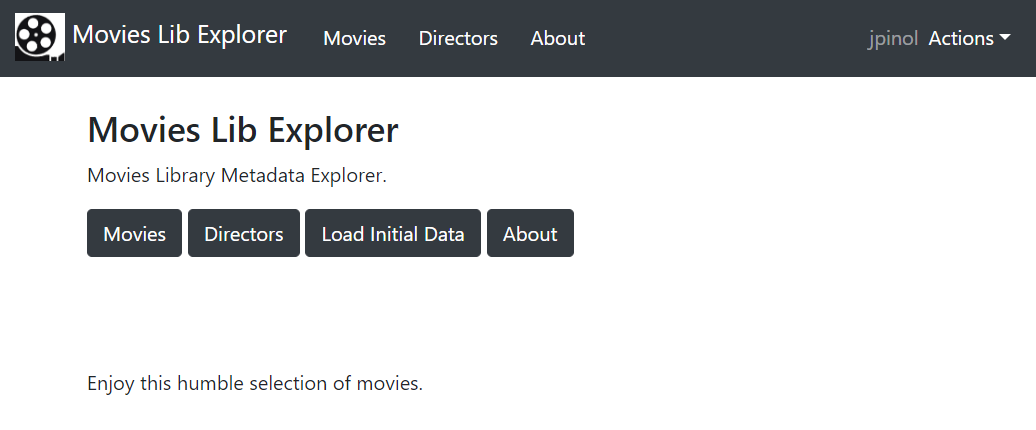 Movies Lib Explorer Movies Directors About jpinol Actions
Movies Lib Explorer
Movies Library Metadata Explorer.
Movies Directors Load Initial Data About
Enjoy this humble selection of movies.